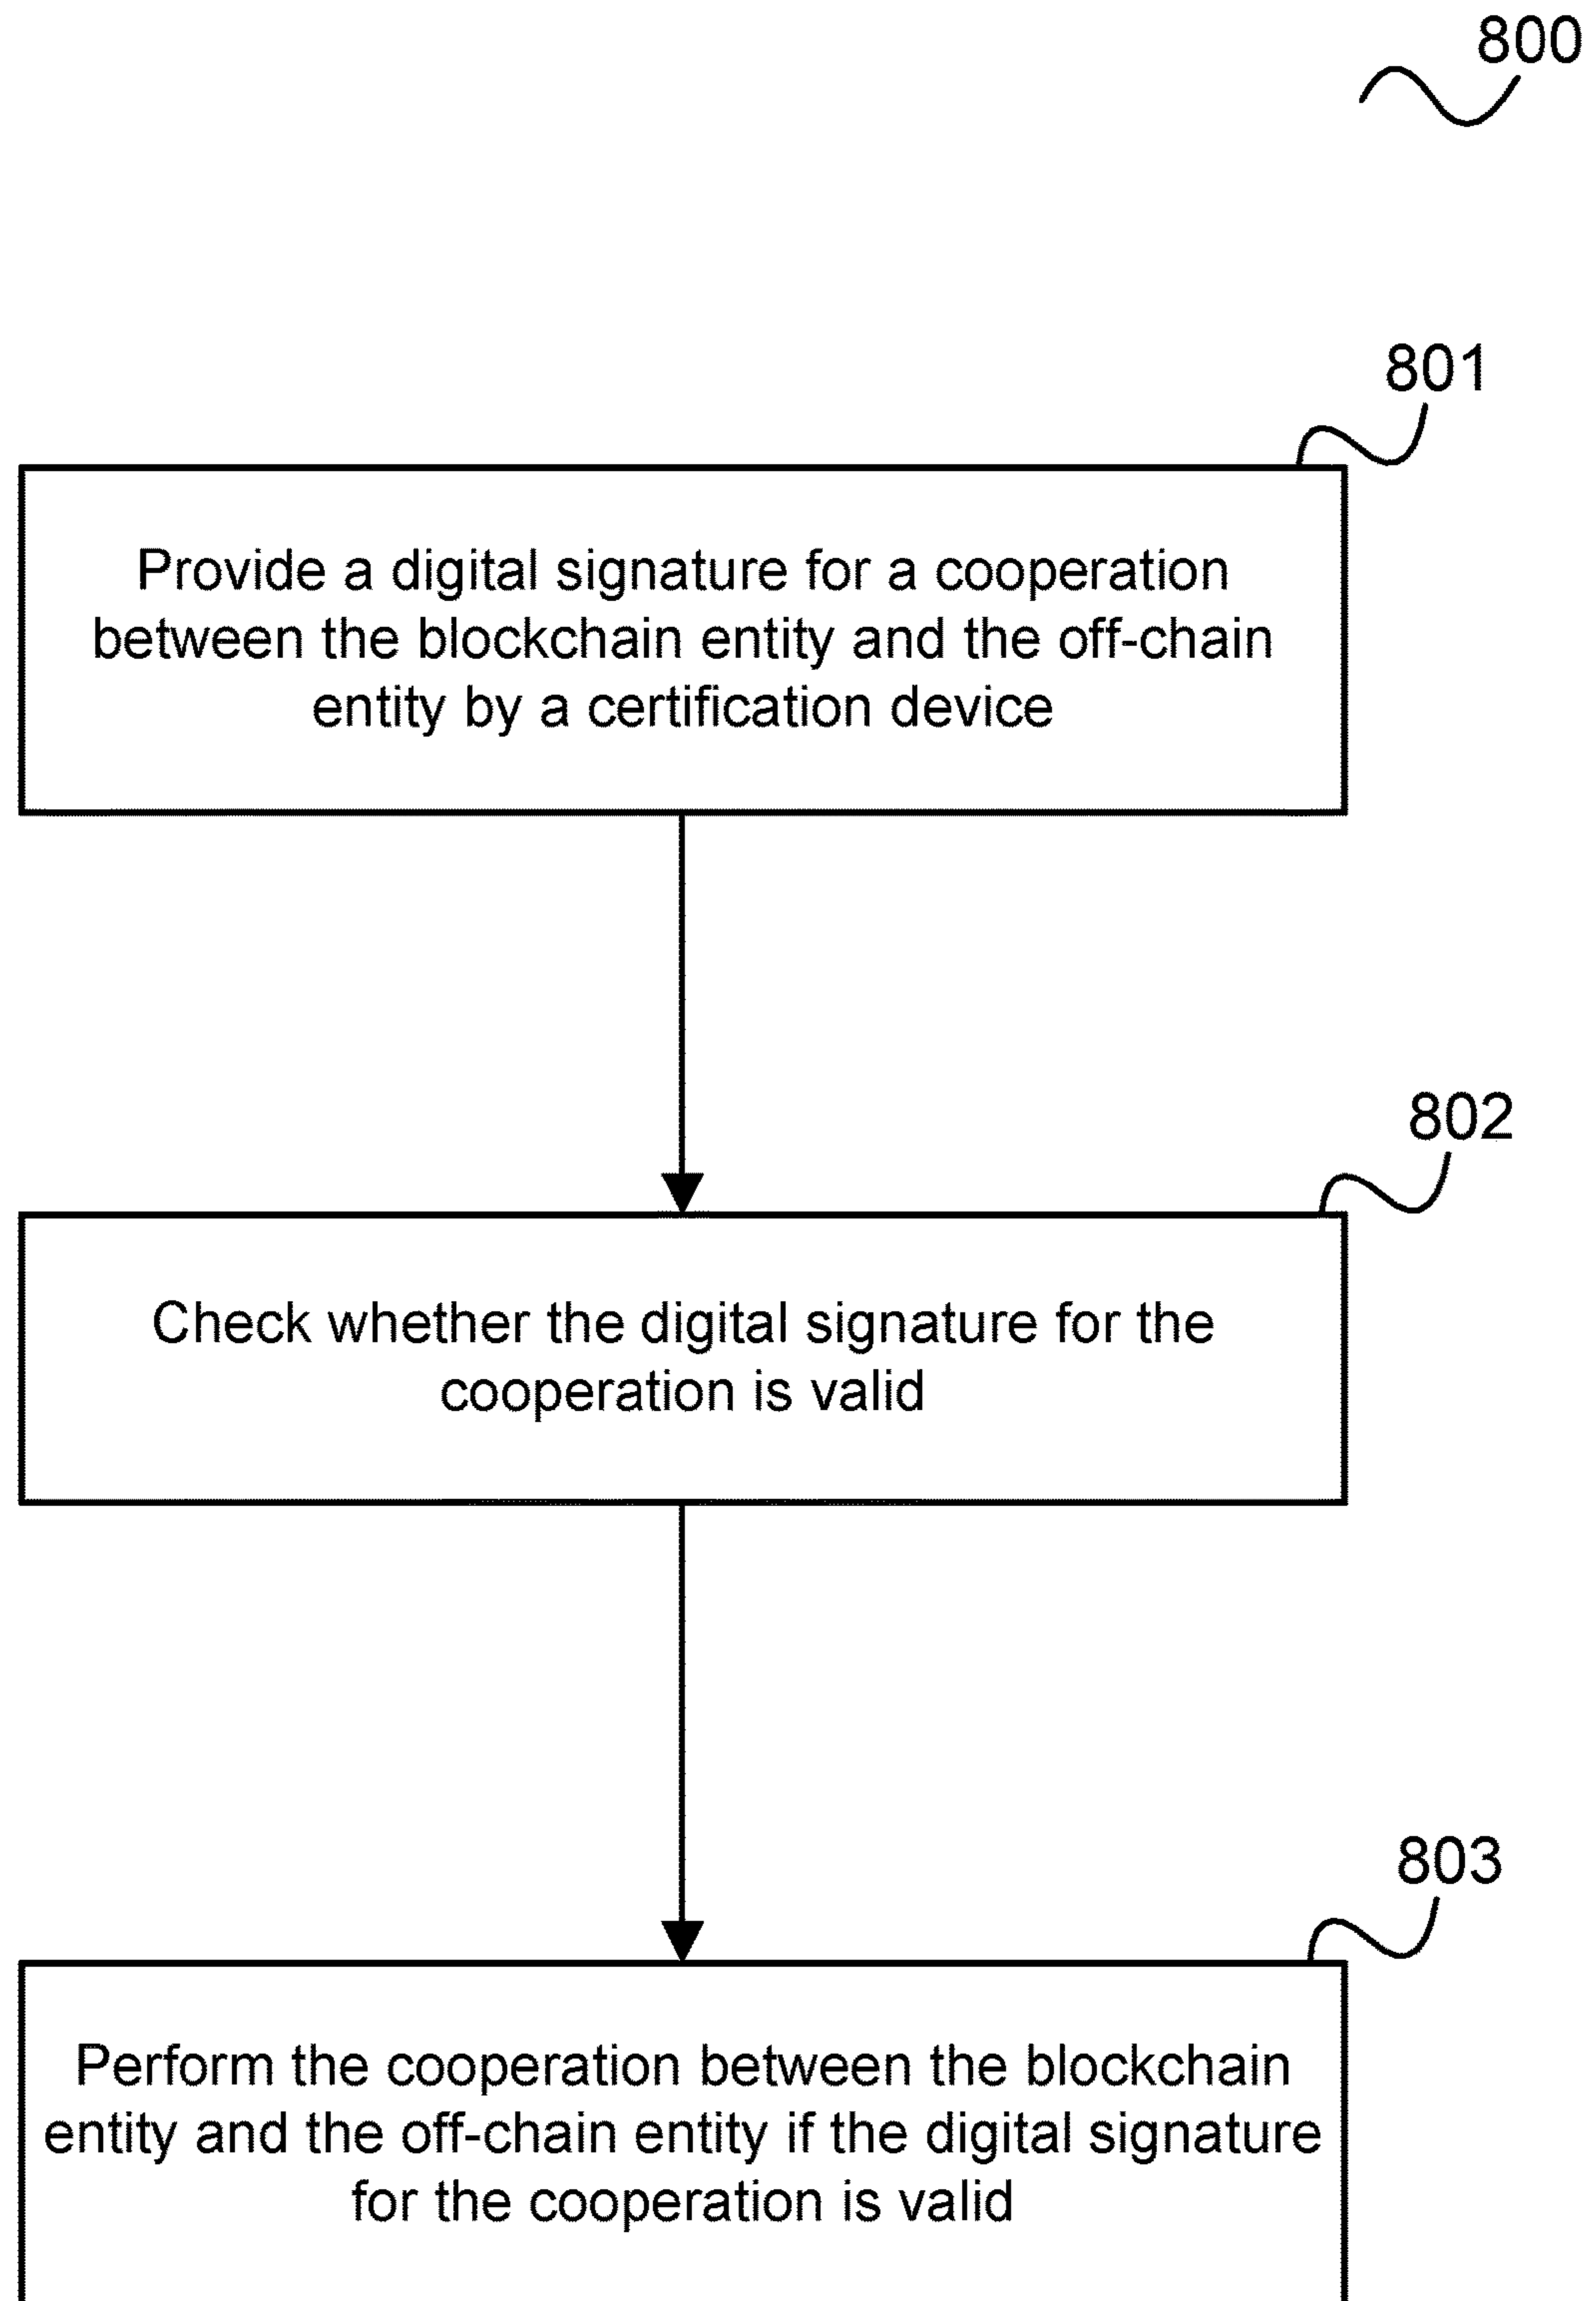 800
801
Provide a digital signature for a cooperation
between the blockchain entity and the off-chain
entity by a certification device
802
Check whether the digital signature for the
cooperation is valid
803
Perform the cooperation between the blockchain
entity and the off-chain entity if the digital signature
for the cooperation is valid